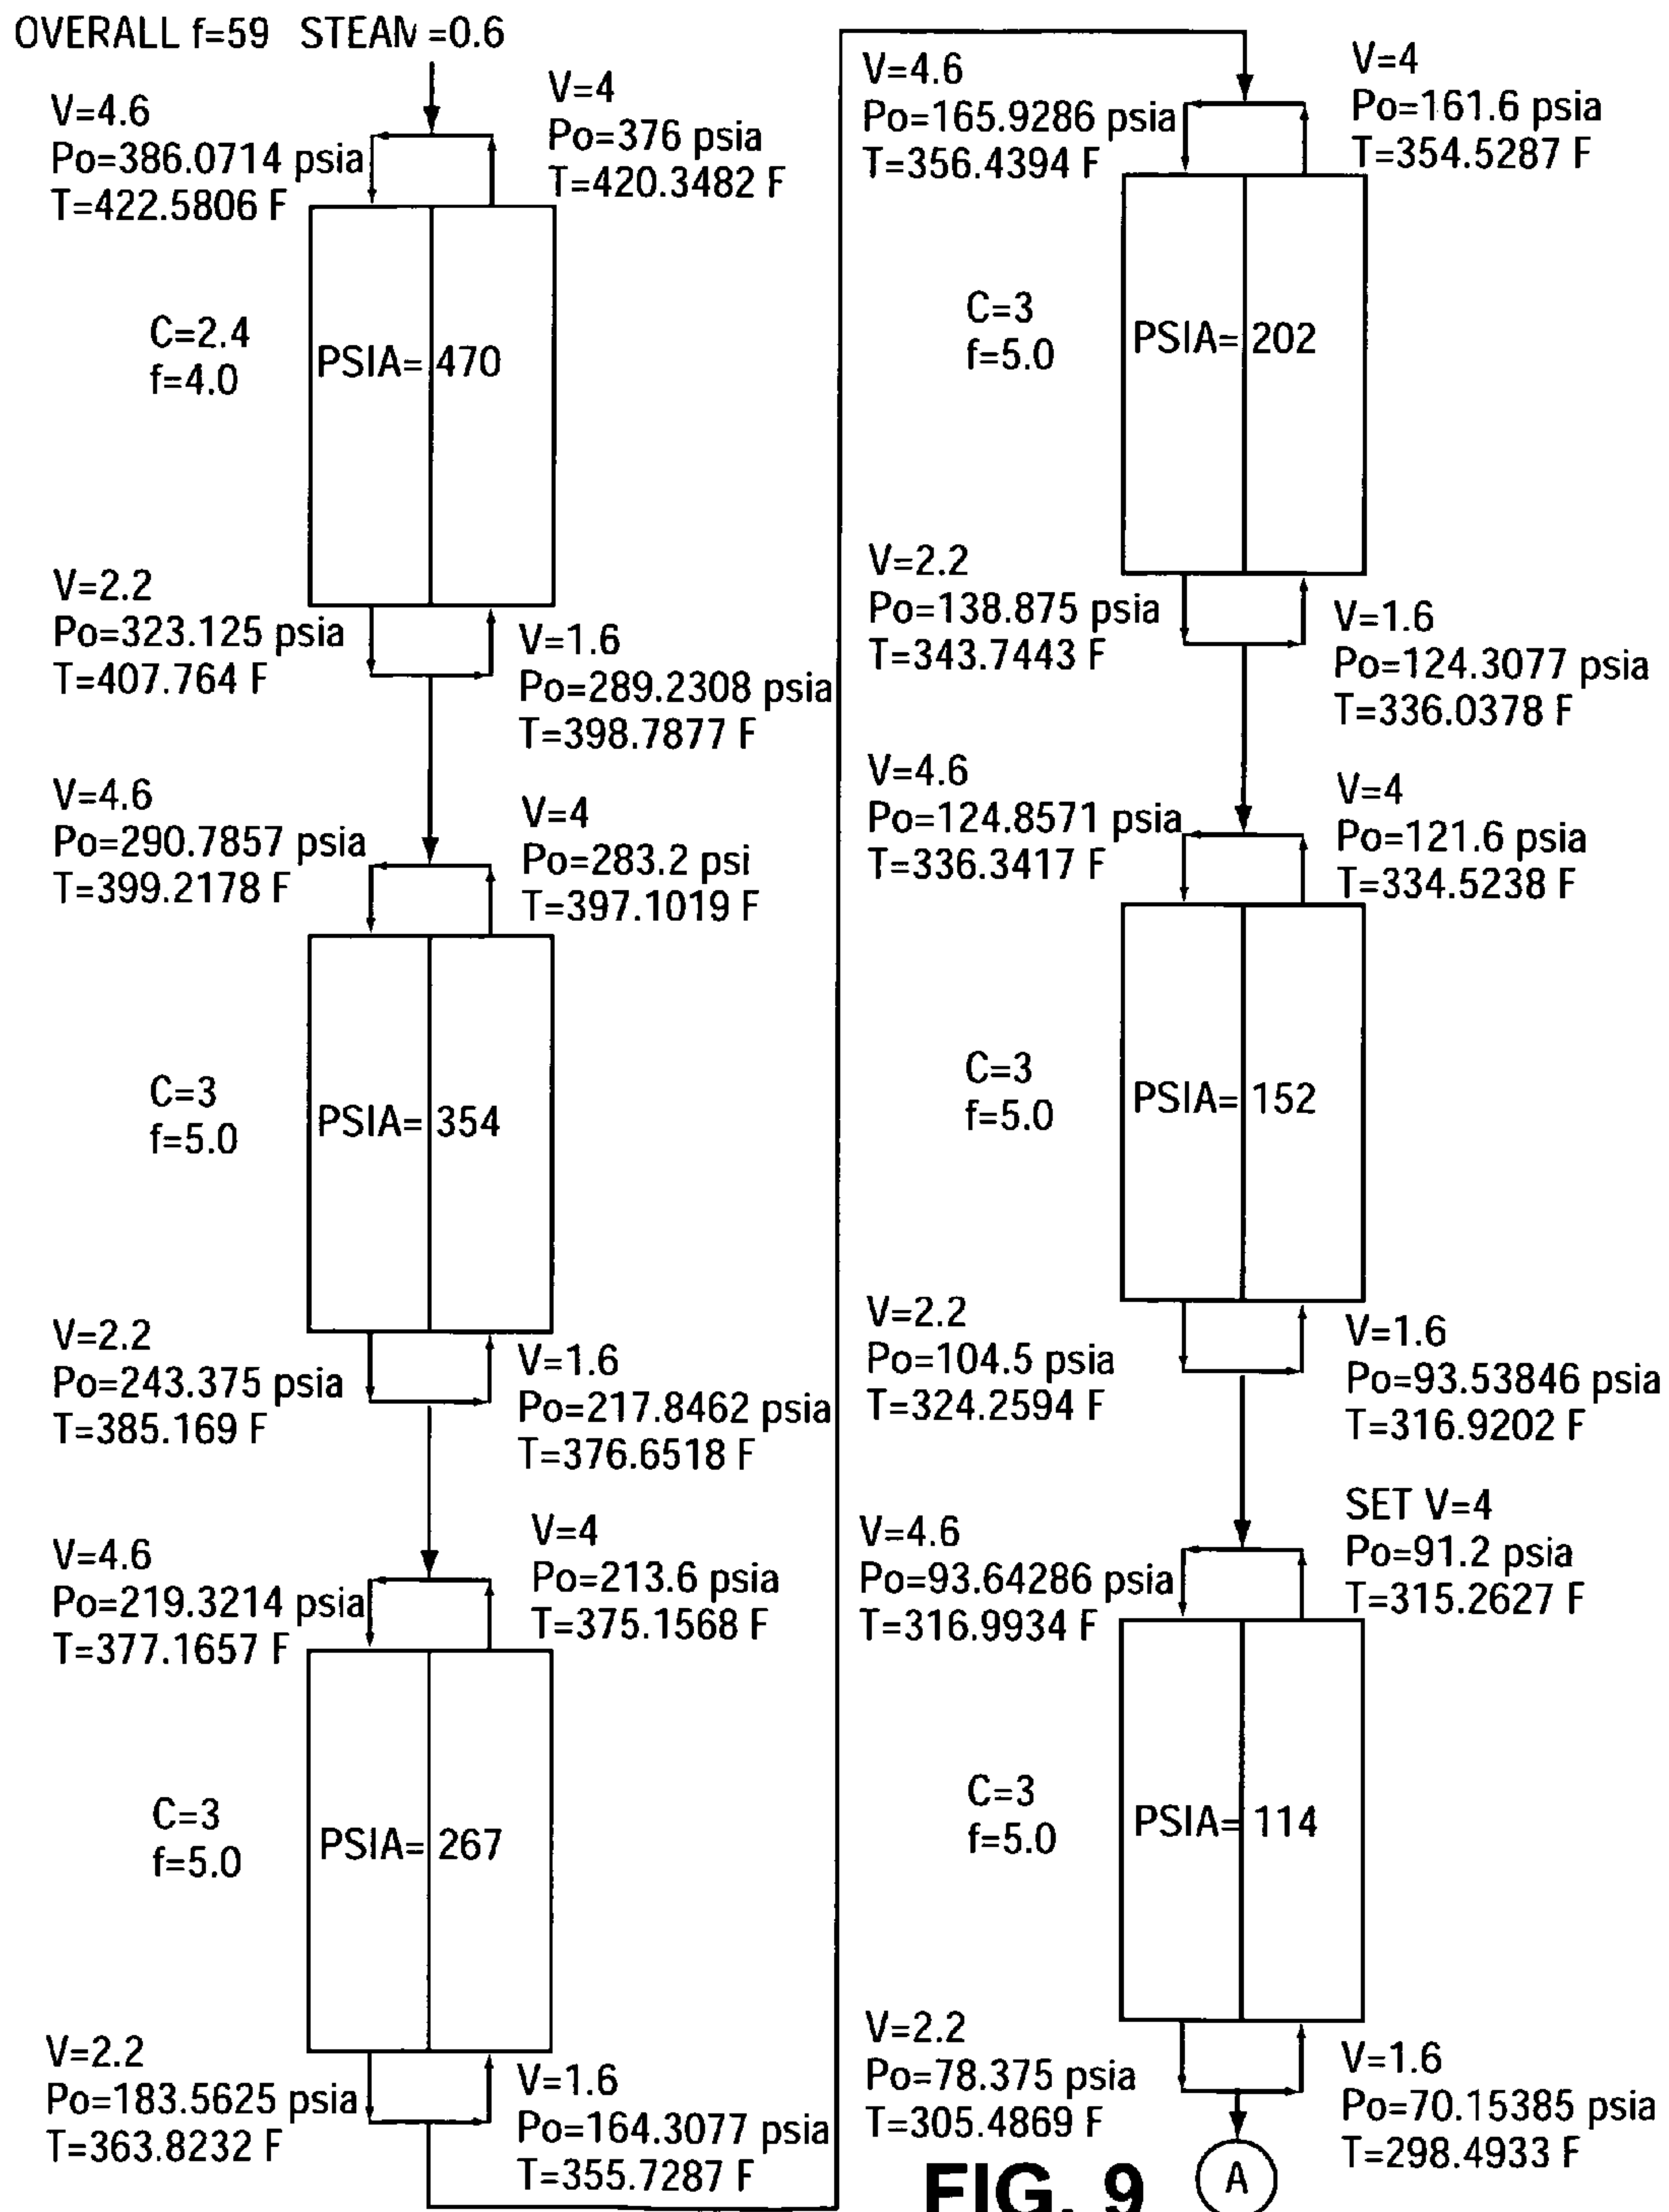 OVERALL f=59 STEAM =0.6
V=4.6
Po=386.0714 psia
T=422.5806 F
V=4
Po=376 psia
T=420.3482 F
C=2.4
f=4.0
PSIA= 470
V=2.2
Po=323.125 psia
T=407.764 F
V=1.6
Po=289.2308 psia
T=398.7877 F
V=4.6
Po=290.7857 psia
T=399.2178 F
V=4
Po=283.2 psi
T=397.1019 F
C=3
f=5.0
PSIA= 354
V=2.2
Po=243.375 psia
T=385.169 F
V=1.6
Po=217.8462 psia
T=376.6518 F
V=4.6
Po=219.3214 psia
T=377.1657 F
V=4
Po=213.6 psia
T=375.1568 F
C=3
f=5.0
PSIA= 267
V=2.2
Po=183.5625 psia
T=363.8232 F
V=1.6
Po=164.3077 psia
T=355.7287 F
V=4.6
Po=165.9286 psia
T=356.4394 F
V=4
Po=161.6 psia
T=354.5287 F
C=3
f=5.0
PSIA= 202
V=2.2
Po=138.875 psia
T=343.7443 F
V=1.6
Po=124.3077 psia
T=336.0378 F
V=4.6
Po=124.8571 psia
T=336.3417 F
V=4
Po=121.6 psia
T=334.5238 F
C=3
f=5.0
PSIA= 152
V=2.2
Po=104.5 psia
T=324.2594 F
V=1.6
Po=93.53846 psia
T=316.9202 F
V=4.6
Po=93.64286 psia
T=316.9934 F
SET V=4
Po=91.2 psia
T=315.2627 F
C=3
f=5.0
PSIA= 114
V=2.2
Po=78.375 psia
T=305.4869 F
V=1.6
Po=70.15385 psia
T=298.4933 F
A
FIG. 9